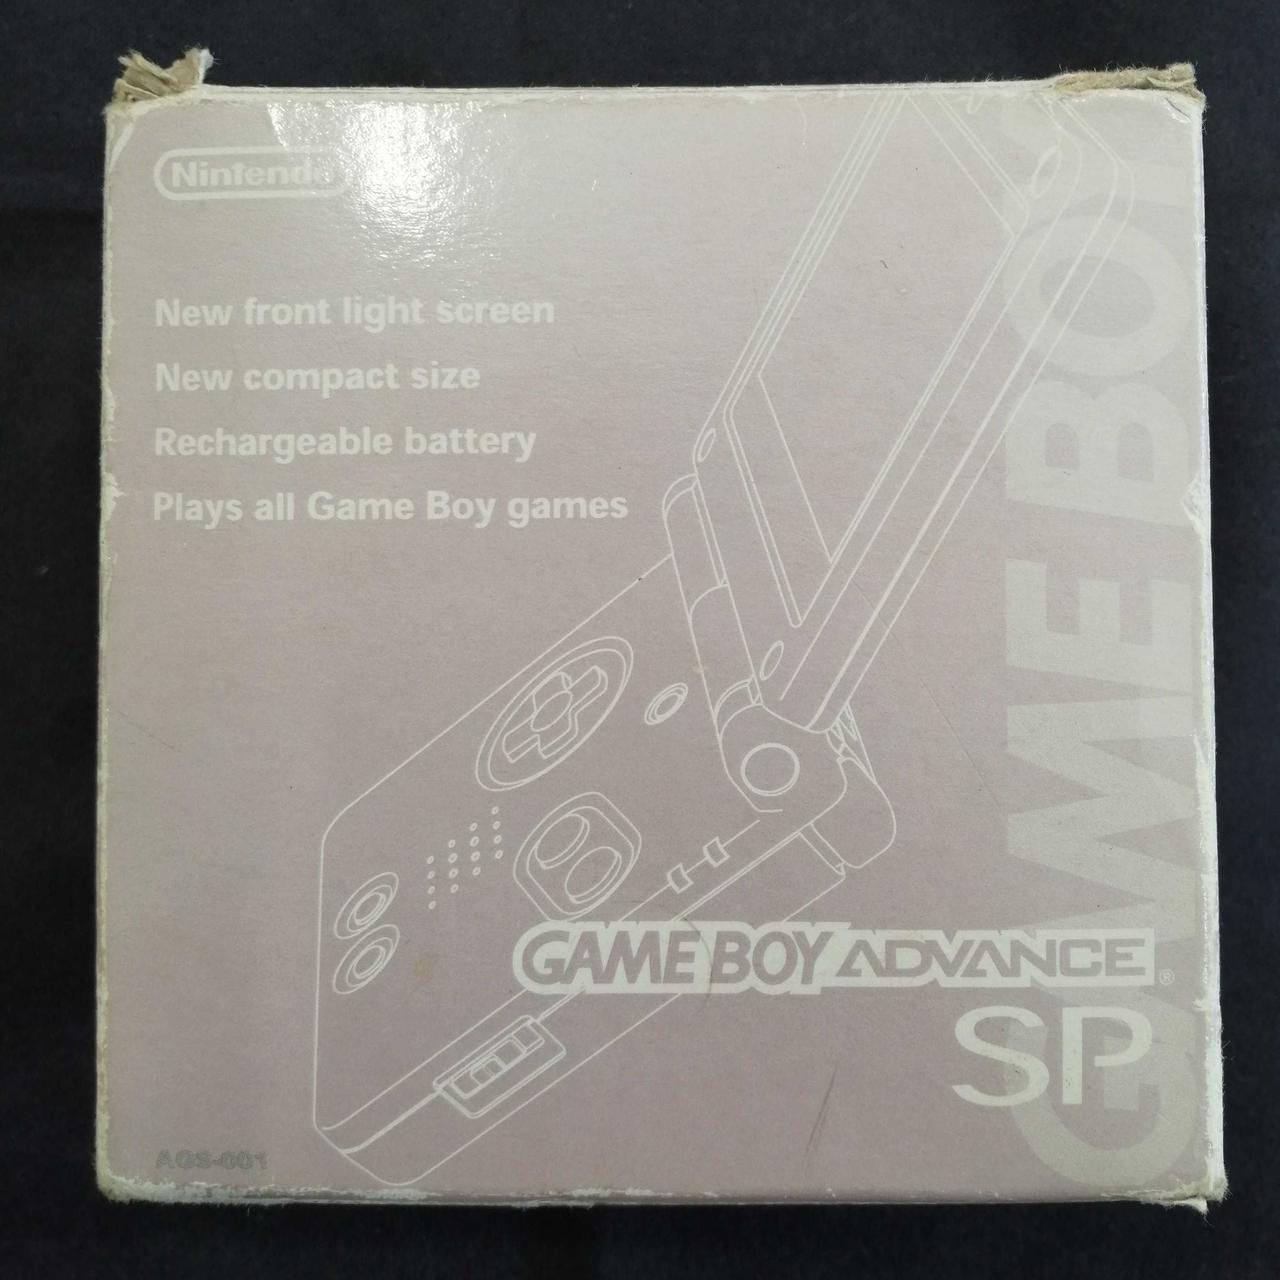 Nintendo
New front light screen
New compact size
Rechargeable battery
Plays all Game Boy games
GAME BOY
GAME BOY ADVANCE®
SP
AGS-001